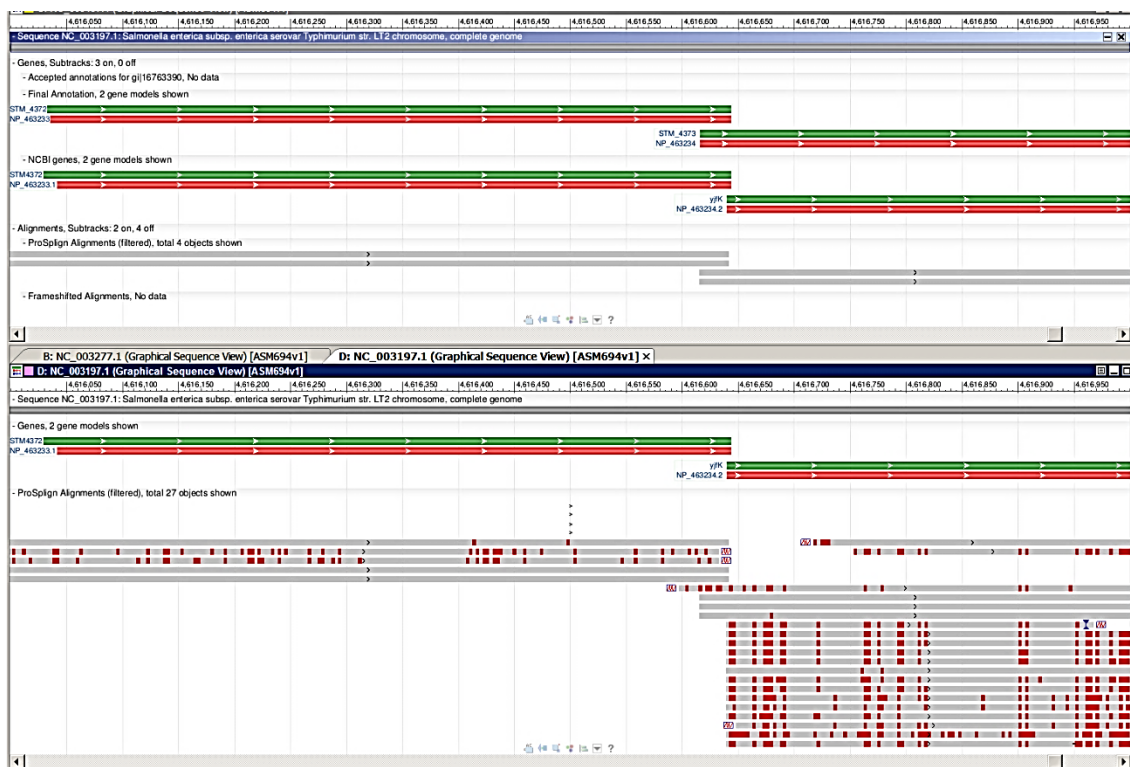 4,616,050 4,616,100 4,616,150 4,616,200 4,616,250 4,616,300 4,616,350 4,616,400 4,616,450 4,616,500 4,616,550 4,616,600 4,616,650 4,616,700 4,616,750 4,616,800 4,616,850 4,616,900 4,616,950
- Sequence NC_003197.1: Salmonella enterica subsp. enterica serovar Typhimurium str. LT2 chromosome, complete genome
- Genes, Subtracks: 3 on, 0 off
- Accepted annotations for gi|16763390, No data
- Final Annotation, 2 gene models shown
STM_4372
NP_463233
STM_4373
NP_463234
- NCBI genes, 2 gene models shown
STM4372
NP_463233.1
yjfK
NP_463234.2
- Alignments, Subtracks: 2 on, 4 off
- ProSplign Alignments (filtered), total 4 objects shown
- Frameshifted Alignments, No data
?
B: NC_003277.1 (Graphical Sequence View) [ASM694v1] D: NC_003197.1 (Graphical Sequence View) [ASM694v1] ×
D: NC_003197.1 (Graphical Sequence View) [ASM694v1]
4,616,050 4,616,100 4,616,150 4,616,200 4,616,250 4,616,300 4,616,350 4,616,400 4,616,450 4,616,500 4,616,550 4,616,600 4,616,650 4,616,700 4,616,750 4,616,800 4,616,850 4,616,900 4,616,950
- Sequence NC_003197.1: Salmonella enterica subsp. enterica serovar Typhimurium str. LT2 chromosome, complete genome
- Genes, 2 gene models shown
STM4372
NP_463233.1
yjfK
NP_463234.2
- ProSplign Alignments (filtered), total 27 objects shown
?